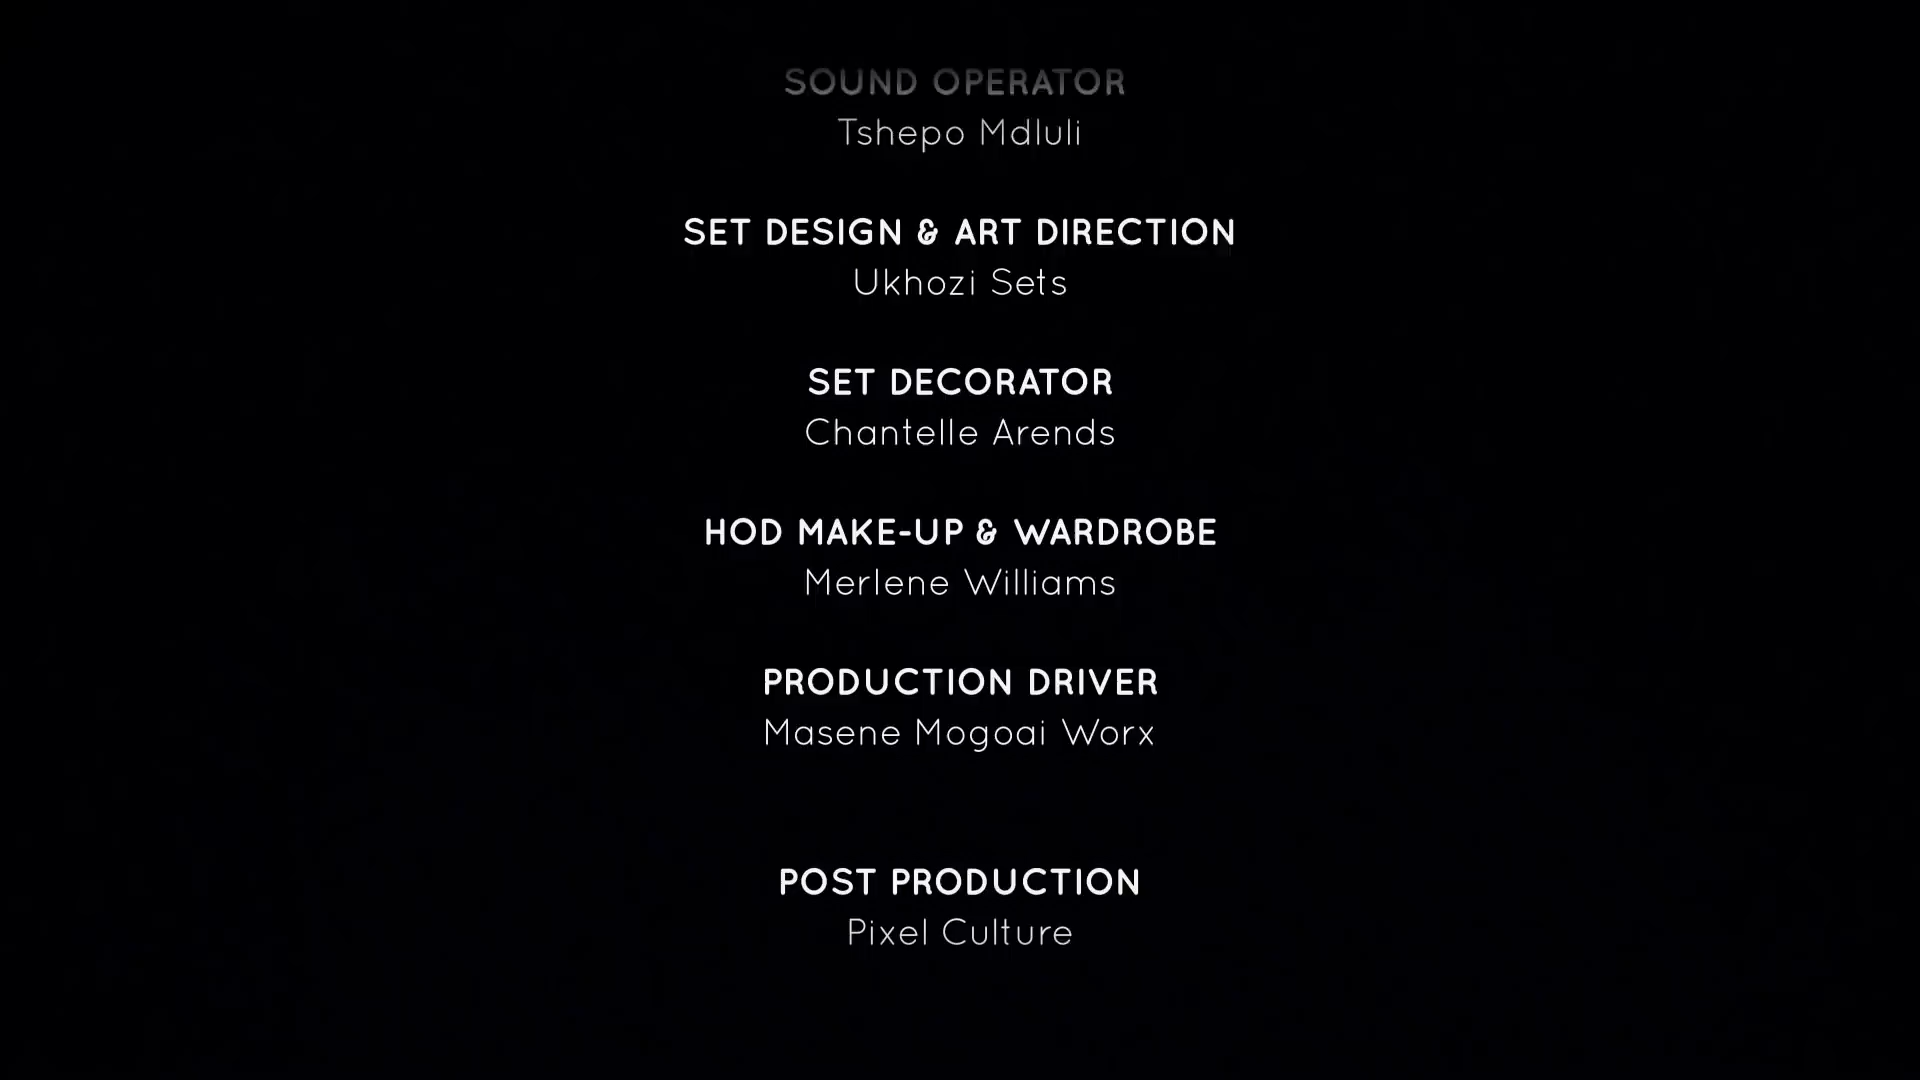 SOUND OPERATOR
Tshepo Mdluli
SET DESIGN & ART DIRECTION
Ukhozi Sets
SET DECORATOR
Chantelle Arends
HOD MAKE-UP & WARDROBE
Merlene Williams
PRODUCTION DRIVER
Masene Mogoai Worx
POST PRODUCTION
Pixel Culture